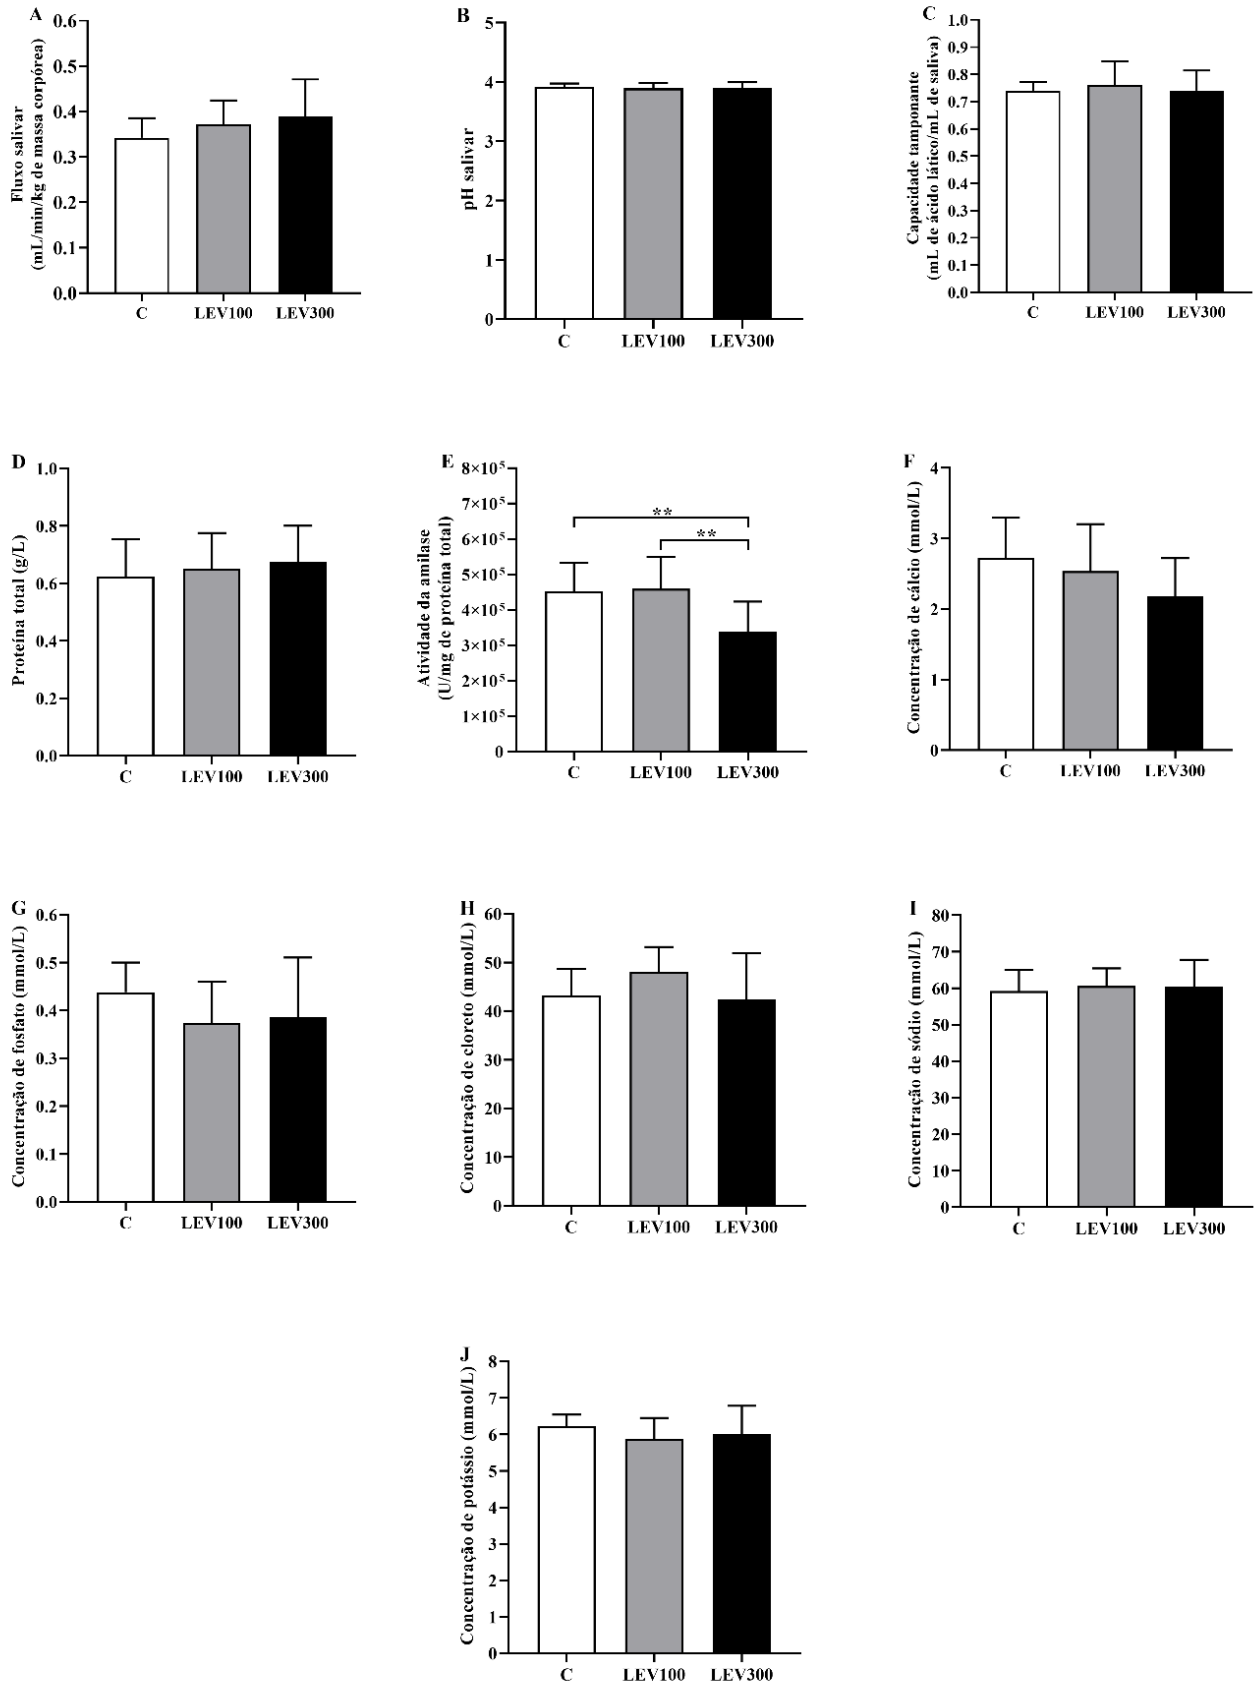 A
Fluxo salivar
(mL/min/kg de massa corpórea)
0.6
0.5
0.4
0.3
0.2
0.1
0.0
C LEV100 LEV300
B
pH salivar
5
4
3
2
1
0
C LEV100 LEV300
C
Capacidade tamponante
(mL de ácido lático/mL de saliva)
1.0
0.9
0.8
0.7
0.6
0.5
0.4
0.3
0.2
0.1
0.0
C LEV100 LEV300
D
Proteína total (g/L)
1.0
0.8
0.6
0.4
0.2
0.0
C LEV100 LEV300
E
Atividade da amilase
(U/mg de proteína total)
8×10⁵
7×10⁵
6×10⁵
5×10⁵
4×10⁵
3×10⁵
2×10⁵
1×10⁵
0
**
**
C LEV100 LEV300
F
Concentração de cálcio (mmol/L)
4
3
2
1
0
C LEV100 LEV300
G
Concentração de fosfato (mmol/L)
0.6
0.5
0.4
0.3
0.2
0.1
0.0
C LEV100 LEV300
H
Concentração de cloreto (mmol/L)
60
50
40
30
20
10
0
C LEV100 LEV300
I
Concentração de sódio (mmol/L)
80
70
60
50
40
30
20
10
0
C LEV100 LEV300
J
Concentração de potássio (mmol/L)
8
7
6
5
4
3
2
1
0
C LEV100 LEV300